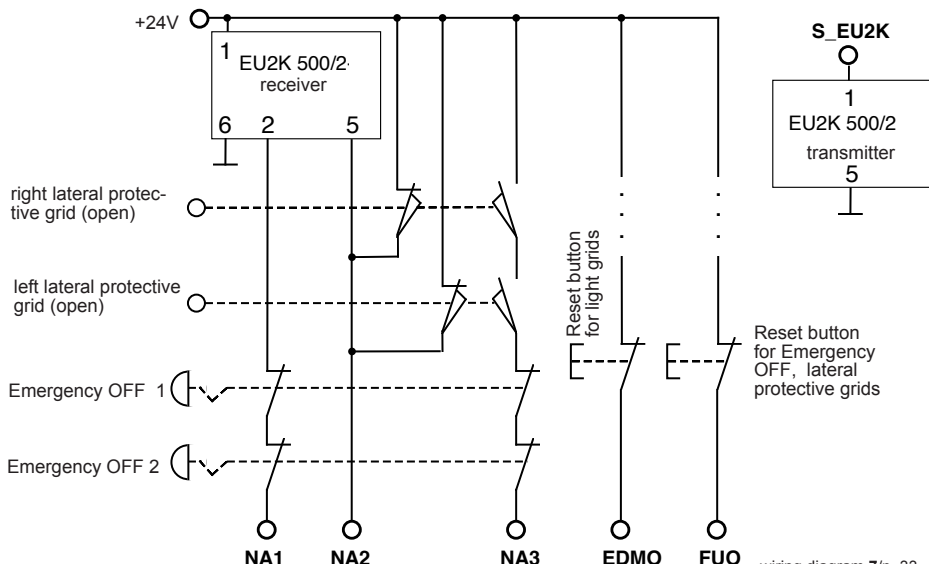 +24V
1
EU2K 500/2
receiver
6 2 5
S_EU2K
1
EU2K 500/2
transmitter
5
right lateral protec-
tive grid (open)
left lateral protective
grid (open)
Reset button
for light grids
Reset button
for Emergency
OFF, lateral
protective grids
Emergency OFF 1
Emergency OFF 2
NA1 NA2 NA3 EDMO FUO
wiring diagram 7/p. 33